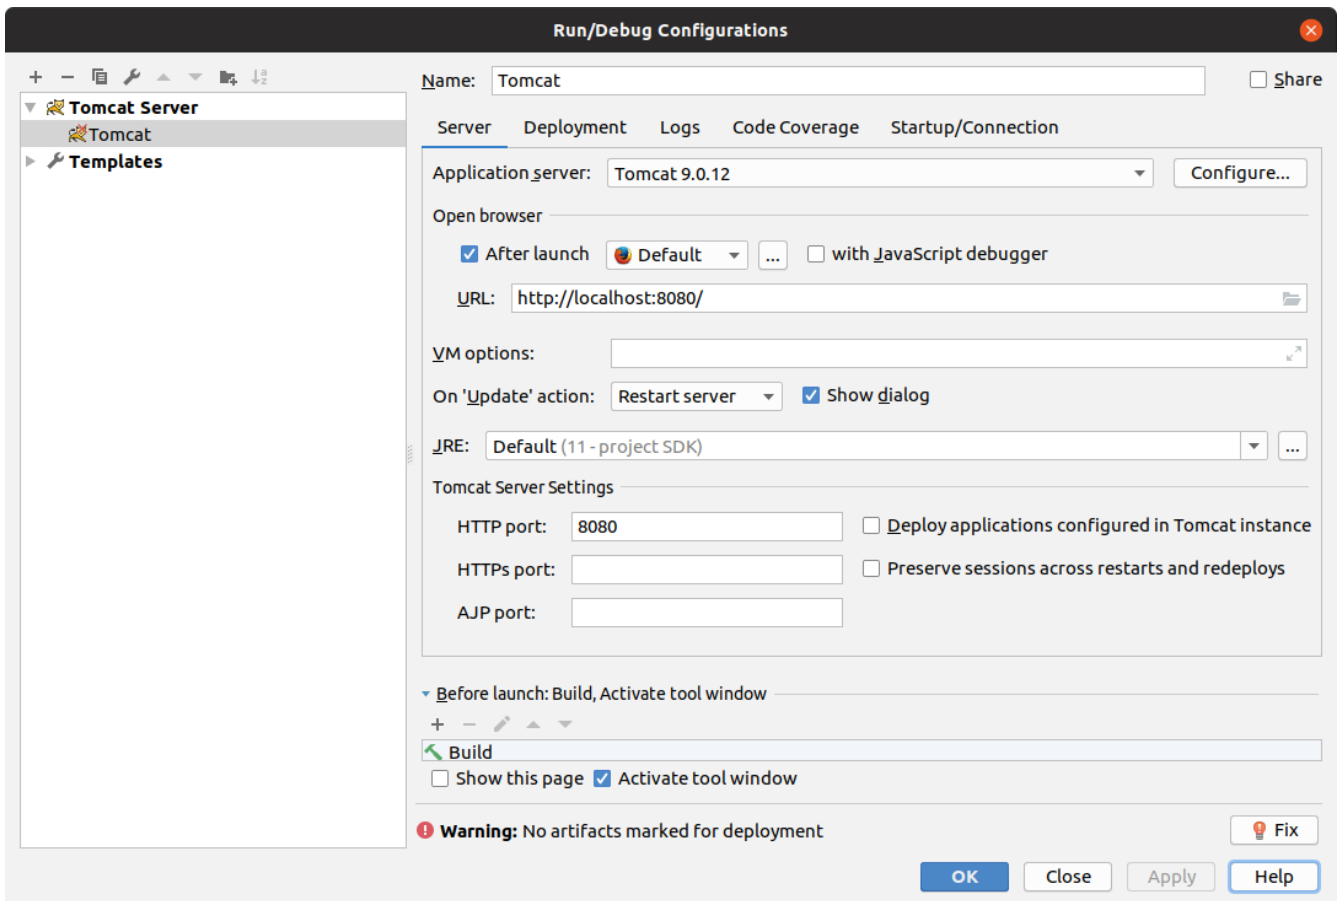 Run/Debug Configurations
Name: Tomcat
Share
Tomcat Server
Tomcat
Templates
Server Deployment Logs Code Coverage Startup/Connection
Application server: Tomcat 9.0.12 Configure...
Open browser
After launch Default ... with JavaScript debugger
URL: http://localhost:8080/
VM options:
On 'Update' action: Restart server Show dialog
JRE: Default (11 - project SDK) ...
Tomcat Server Settings
HTTP port: 8080 Deploy applications configured in Tomcat instance
HTTPs port: Preserve sessions across restarts and redeploys
AJP port:
Before launch: Build, Activate tool window
Build
Show this page Activate tool window
Warning: No artifacts marked for deployment Fix
OK Close Apply Help